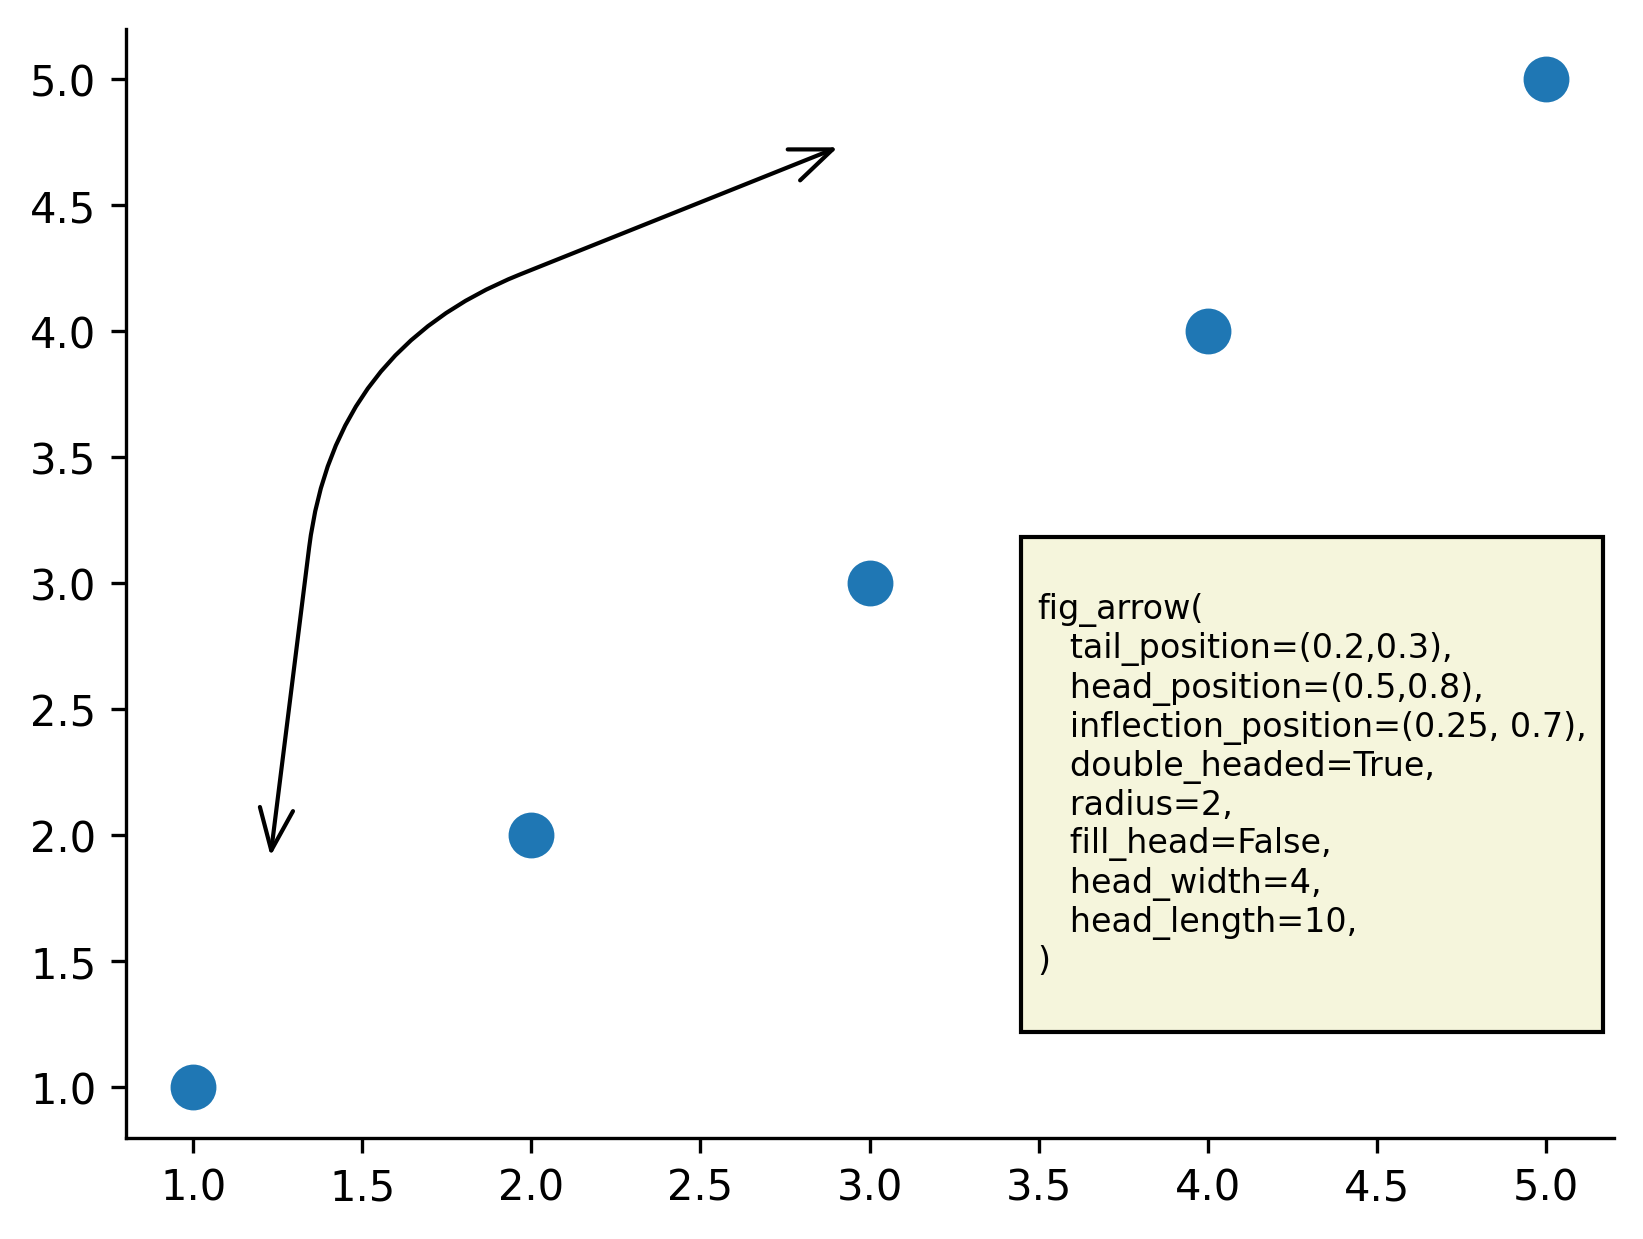 5.0
4.5
4.0
3.5
3.0
2.5
2.0
1.5
1.0
fig_arrow(
    tail_position=(0.2,0.3),
    head_position=(0.5,0.8),
    inflection_position=(0.25, 0.7),
    double_headed=True,
    radius=2,
    fill_head=False,
    head_width=4,
    head_length=10,
)
1.0 1.5 2.0 2.5 3.0 3.5 4.0 4.5 5.0